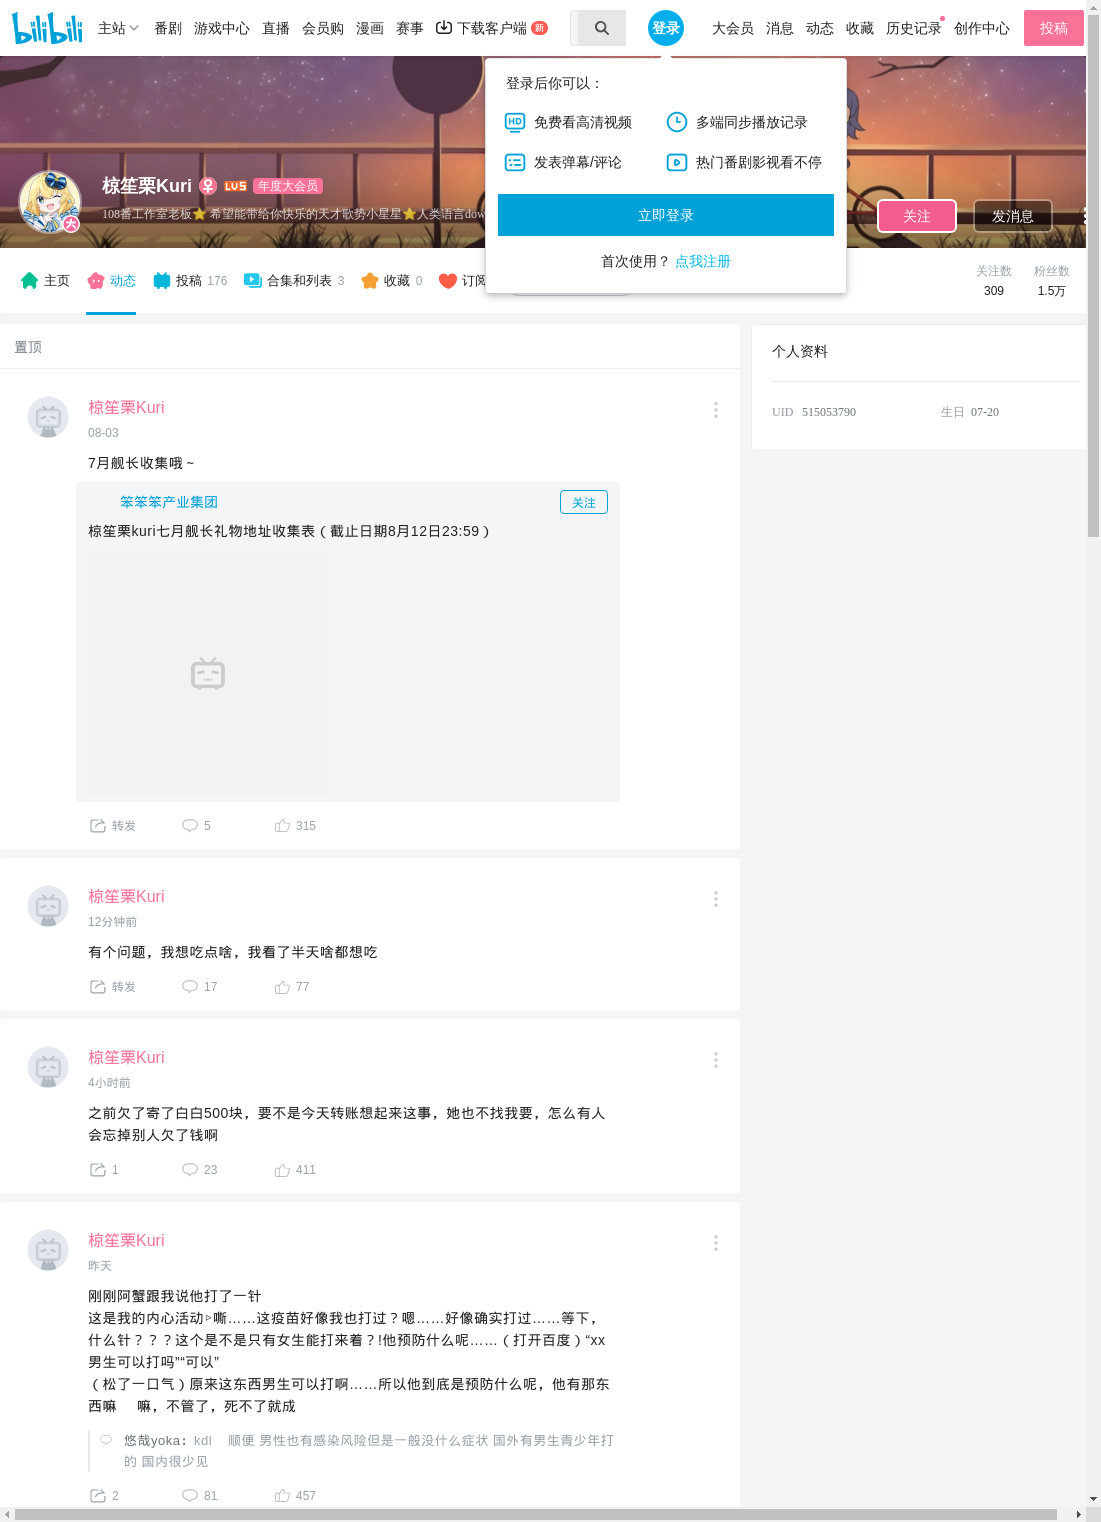 bilibili 主站 番剧 游戏中心 直播 会员购 漫画 赛事 下载客户端 新 登录 大会员 消息 动态 收藏 历史记录 创作中心 投稿
登录后你可以：
免费看高清视频 多端同步播放记录
发表弹幕/评论 热门番剧影视看不停
立即登录
首次使用？ 点我注册
椋笙栗Kuri LV5 年度大会员
108番工作室老板⭐ 希望能带给你快乐的天才歌势小星星⭐人类语言dow
关注 发消息
主页 动态 投稿 176 合集和列表 3 收藏 0 订阅
关注数 粉丝数
309 1.5万
置顶
椋笙栗Kuri
08-03
7月舰长收集哦～
笨笨笨产业集团 关注
椋笙栗kuri七月舰长礼物地址收集表（截止日期8月12日23:59）
转发 5 315
椋笙栗Kuri
12分钟前
有个问题，我想吃点啥，我看了半天啥都想吃
转发 17 77
椋笙栗Kuri
4小时前
之前欠了寄了白白500块，要不是今天转账想起来这事，她也不找我要，怎么有人
会忘掉别人欠了钱啊
1 23 411
椋笙栗Kuri
昨天
刚刚阿蟹跟我说他打了一针
这是我的内心活动▷嘶……这疫苗好像我也打过？嗯……好像确实打过……等下，
什么针？？？这个是不是只有女生能打来着？!他预防什么呢……（打开百度）“xx
男生可以打吗”“可以”
（松了一口气）原来这东西男生可以打啊……所以他到底是预防什么呢，他有那东
西嘛 嘛，不管了，死不了就成
悠哉yoka：kdl 顺便 男性也有感染风险但是一般没什么症状 国外有男生青少年打
的 国内很少见
2 81 457
个人资料
UID 515053790 生日 07-20